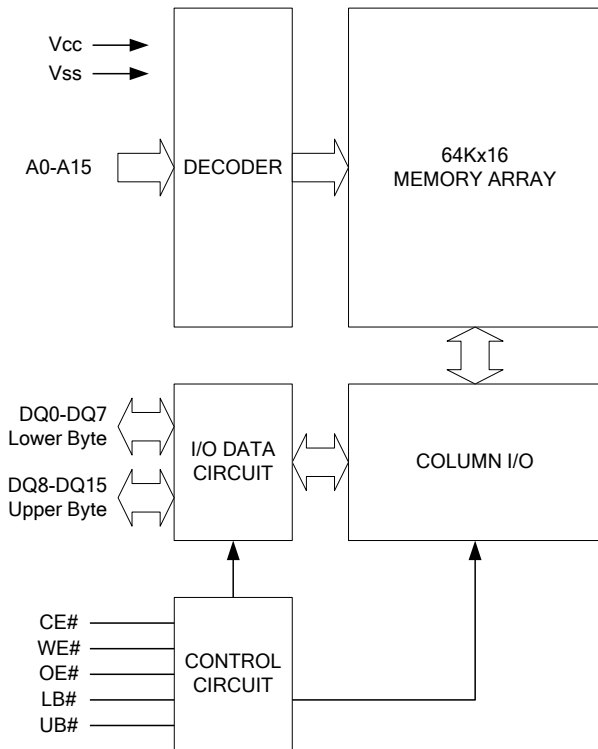 Vcc
Vss
A0-A15
DECODER
64Kx16
MEMORY ARRAY
DQ0-DQ7
Lower Byte
DQ8-DQ15
Upper Byte
I/O DATA
CIRCUIT
COLUMN I/O
CE#
WE#
OE#
LB#
UB#
CONTROL
CIRCUIT